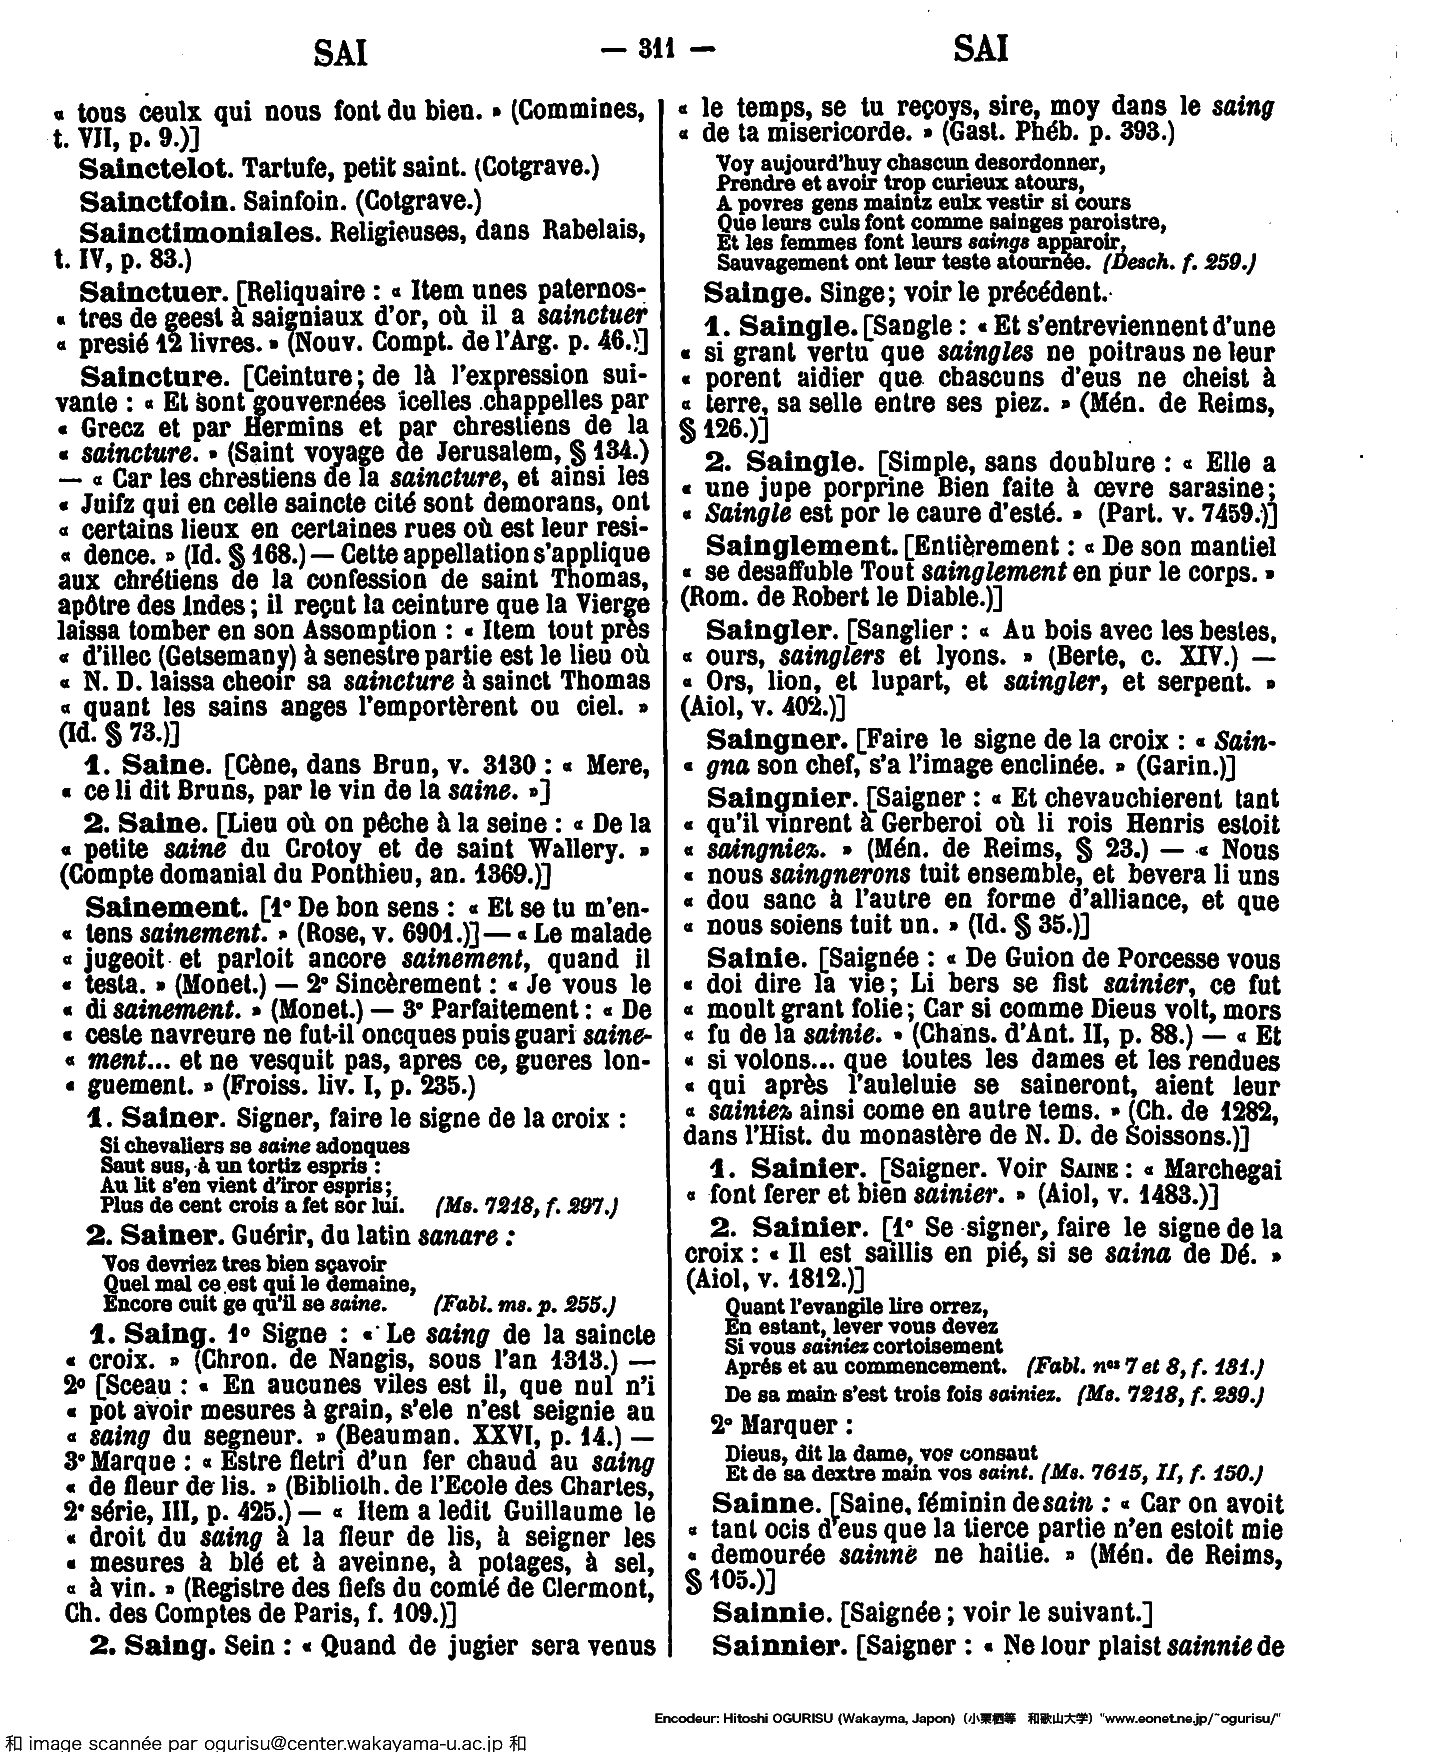 SAI — 311 — SAI
« tous ceulx qui nous font du bien. » (Commines,
t. VII, p. 9.)]
Sainctelot. Tartufe, petit saint. (Cotgrave.)
Sainctfoin. Sainfoin. (Cotgrave.)
Sainctimoniales. Religieuses, dans Rabelais,
t. IV, p. 83.)
Sainctuer. [Reliquaire : « Item unes paternos-
« tres de geest à saigniaux d'or, où il a sainctuer
« presié 12 livres. » (Nouv. Compt. de l'Arg. p. 46.)]
Saincture. [Ceinture ; de là l'expression sui-
vante : « Et sont gouvernées icelles chappelles par
« Grecz et par Hermins et par chrestiens de la
« saincture. » (Saint voyage de Jerusalem, § 134.)
— « Car les chrestiens de la saincture, et ainsi les
« Juifz qui en celle saincte cité sont demorans, ont
« certains lieux en certaines rues où est leur resi-
« dence. » (Id. § 168.) — Cette appellation s'applique
aux chrétiens de la confession de saint Thomas,
apôtre des Indes ; il reçut la ceinture que la Vierge
laissa tomber en son Assomption : « Item tout près
« d'illec (Getsemany) à senestre partie est le lieu où
« N. D. laissa cheoir sa saincture à sainct Thomas
« quant les sains anges l'emportèrent ou ciel. »
(Id. § 73.)]
1. Saine. [Cène, dans Brun, v. 3130 : « Mere,
« ce li dit Bruns, par le vin de la saine. »]
2. Saine. [Lieu où on pêche à la seine : « De la
« petite saine du Crotoy et de saint Wallery. »
(Compte domanial du Ponthieu, an. 1369.)]
Sainement. [1° De bon sens : « Et se tu m'en-
« tens sainement. » (Rose, v. 6901.)] — « Le malade
« jugeoit et parloit ancore sainement, quand il
« testa. » (Monet.) — 2° Sincèrement : « Je vous le
« di sainement. » (Monet.) — 3° Parfaitement : « De
« ceste navreure ne fut-il oncques puis guari saine-
« ment... et ne vesquit pas, apres ce, gueres lon-
« guement. » (Froiss. liv. I, p. 235.)
1. Sainer. Signer, faire le signe de la croix :
Si chevaliers se saine adonques
Saut sus, à un tortiz espris :
Au lit s'en vient d'iror espris ;
Plus de cent crois a fet sor lui. (Ms. 7218, f. 297.)
2. Sainer. Guérir, du latin sanare :
Vos devriez tres bien sçavoir
Quel mal ce est qui le demaine,
Encore cuit ge qu'il se saine. (Fabl. ms. p. 255.)
1. Saing. 1° Signe : « Le saing de la saincte
« croix. » (Chron. de Nangis, sous l'an 1313.) —
2° [Sceau : « En aucunes viles est il, que nul n'i
« pot avoir mesures à grain, s'ele n'est seignie au
« saing du segneur. » (Beauman. XXVI, p. 14.) —
3° Marque : « Estre fletri d'un fer chaud au saing
« de fleur de lis. » (Biblioth. de l'Ecole des Chartes,
2e série, III, p. 425.) — « Item a ledit Guillaume le
« droit du saing à la fleur de lis, à seigner les
« mesures à blé et à aveinne, à potages, à sel,
« à vin. » (Registre des fiefs du comté de Clermont,
Ch. des Comptes de Paris, f. 109.)]
2. Saing. Sein : « Quand de jugier sera venus
« le temps, se tu reçoys, sire, moy dans le saing
« de ta misericorde. » (Gast. Phéb. p. 393.)
Voy aujourd'huy chascun desordonner,
Prendre et avoir trop curieux atours,
A povres gens maintz eulx vestir si cours
Que leurs culs font comme sainges paroistre,
Et les femmes font leurs saings apparoir,
Sauvagement ont leur teste atournée. (Desch. f. 259.)
Sainge. Singe ; voir le précédent.
1. Saingle. [Sangle : « Et s'entreviennent d'une
« si grant vertu que saingles ne poitraus ne leur
« porent aidier que chascuns d'eus ne cheist à
« terre, sa selle entre ses piez. » (Mén. de Reims,
§ 126.)]
2. Saingle. [Simple, sans doublure : « Elle a
« une jupe porprine Bien faite à œvre sarasine ;
« Saingle est por le caure d'esté. » (Part. v. 7459.)]
Sainglement. [Entièrement : « De son mantiel
« se desaffuble Tout sainglement en pur le corps. »
(Rom. de Robert le Diable.)]
Saingler. [Sanglier : « Au bois avec les bestes,
« ours, sainglers et lyons. » (Berte, c. XIV.) —
« Ors, lion, et lupart, et saingler, et serpent. »
(Aiol, v. 402.)]
Saingner. [Faire le signe de la croix : « Sain-
« gna son chef, s'a l'image enclinée. » (Garin.)]
Saingnier. [Saigner : « Et chevauchierent tant
« qu'il vinrent à Gerberoi où li rois Henris estoit
« saingniez. » (Mén. de Reims, § 23.) — « Nous
« nous saingnerons tuit ensemble, et bevera li uns
« dou sanc à l'autre en forme d'alliance, et que
« nous soiens tuit un. » (Id. § 35.)]
Sainie. [Saignée : « De Guion de Porcesse vous
« doi dire la vie ; Li bers se fist sainier, ce fut
« moult grant folie ; Car si comme Dieus volt, mors
« fu de la sainie. » (Chans. d'Ant. II, p. 88.) — « Et
« si volons... que toutes les dames et les rendues
« qui après l'auleluie se saineront, aient leur
« sainiez ainsi come en autre tems. » (Ch. de 1282,
dans l'Hist. du monastère de N. D. de Soissons.)]
1. Sainier. [Saigner. Voir SAINE : « Marchegai
« font ferer et bien sainier. » (Aiol, v. 1483.)]
2. Sainier. [1° Se signer, faire le signe de la
croix : « Il est saillis en pié, si se saina de Dé. »
(Aiol, v. 1812.)]
Quant l'evangile lire orrez,
En estant, lever vous devez
Si vous sainiez cortoisement
Aprés et au commencement. (Fabl. nos 7 et 8, f. 131.)
De sa main s'est trois fois sainiez. (Ms. 7218, f. 239.)
2° Marquer :
Dieus, dit la dame, vos consaut
Et de sa dextre main vos saint. (Ms. 7615, II, f. 150.)
Sainne. [Saine, féminin de sain : « Car on avoit
« tant ocis d'eus que la tierce partie n'en estoit mie
« demourée sainne ne haitie. » (Mén. de Reims,
§ 105.)]
Sainnie. [Saignée ; voir le suivant.]
Sainnier. [Saigner : « Ne lour plaist sainnie de
Encodeur: Hitoshi OGURISU (Wakayma, Japon) (小栗栖等 和歌山大学) "www.eonet.ne.jp/~ogurisu/"
和 image scannée par ogurisu@center.wakayama-u.ac.jp 和